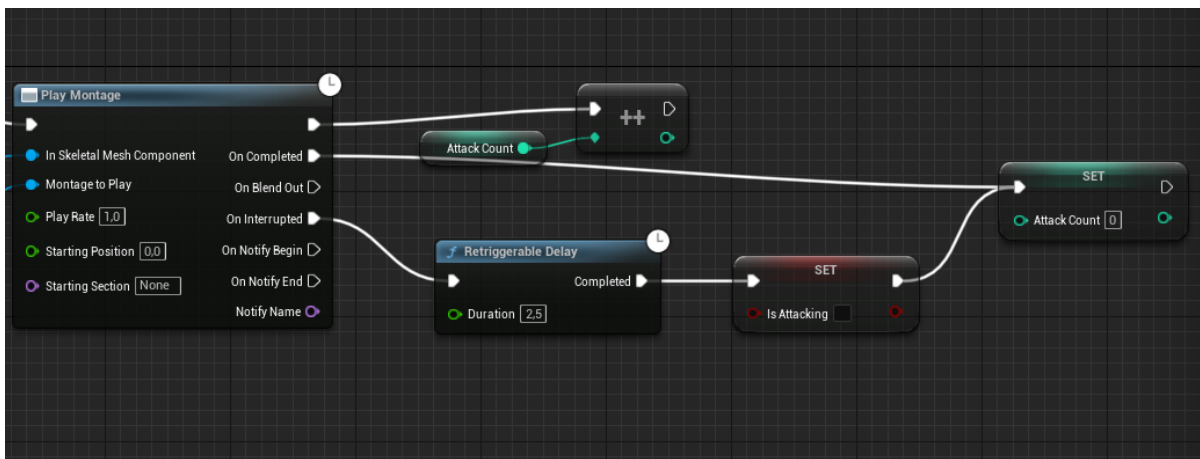 Play Montage
In Skeletal Mesh Component
On Completed
Montage to Play
On Blend Out
Play Rate 1,0
On Interrupted
Starting Position 0,0
On Notify Begin
Starting Section None
On Notify End
Notify Name
++
Attack Count
f Retriggerable Delay
Completed
Duration 2,5
SET
Is Attacking
SET
Attack Count 0